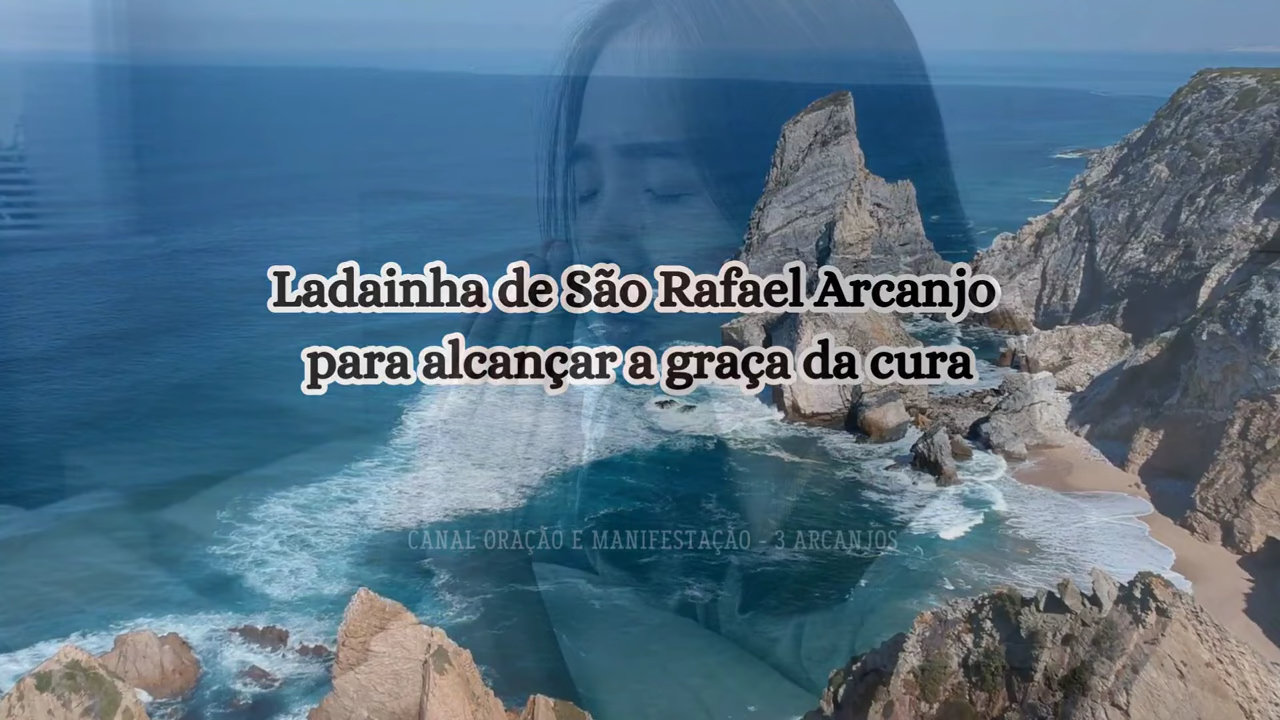 Ladainha de São Rafael Arcanjo
para alcançar a graça da cura
CANAL ORAÇÃO E MANIFESTAÇÃO - 3 ARCANJOS